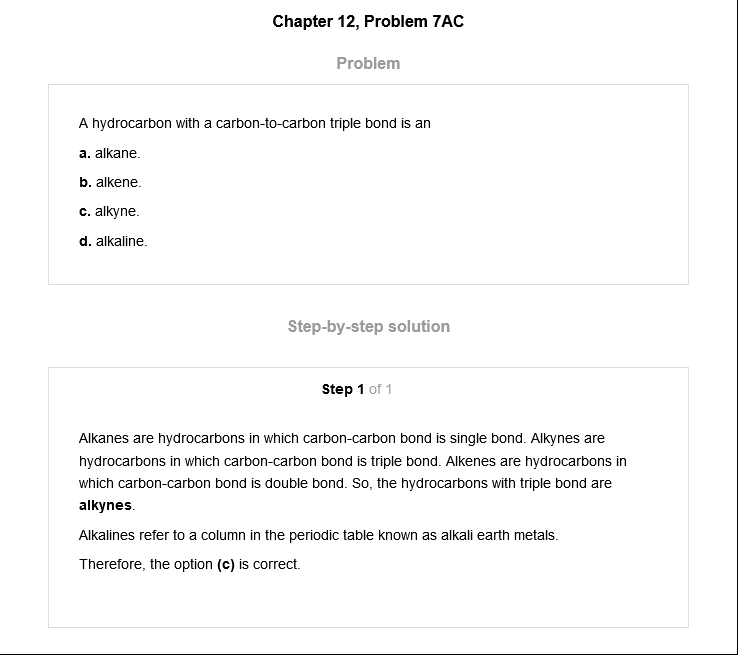 Chapter 12, Problem 7AC
Problem
A hydrocarbon with a carbon-to-carbon triple bond is an
a. alkane.
b. alkene.
c. alkyne.
d. alkaline.
Step-by-step solution
Step 1 of 1
Alkanes are hydrocarbons in which carbon-carbon bond is single bond. Alkynes are
hydrocarbons in which carbon-carbon bond is triple bond. Alkenes are hydrocarbons in
which carbon-carbon bond is double bond. So, the hydrocarbons with triple bond are
alkynes.
Alkalines refer to a column in the periodic table known as alkali earth metals.
Therefore, the option (c) is correct.